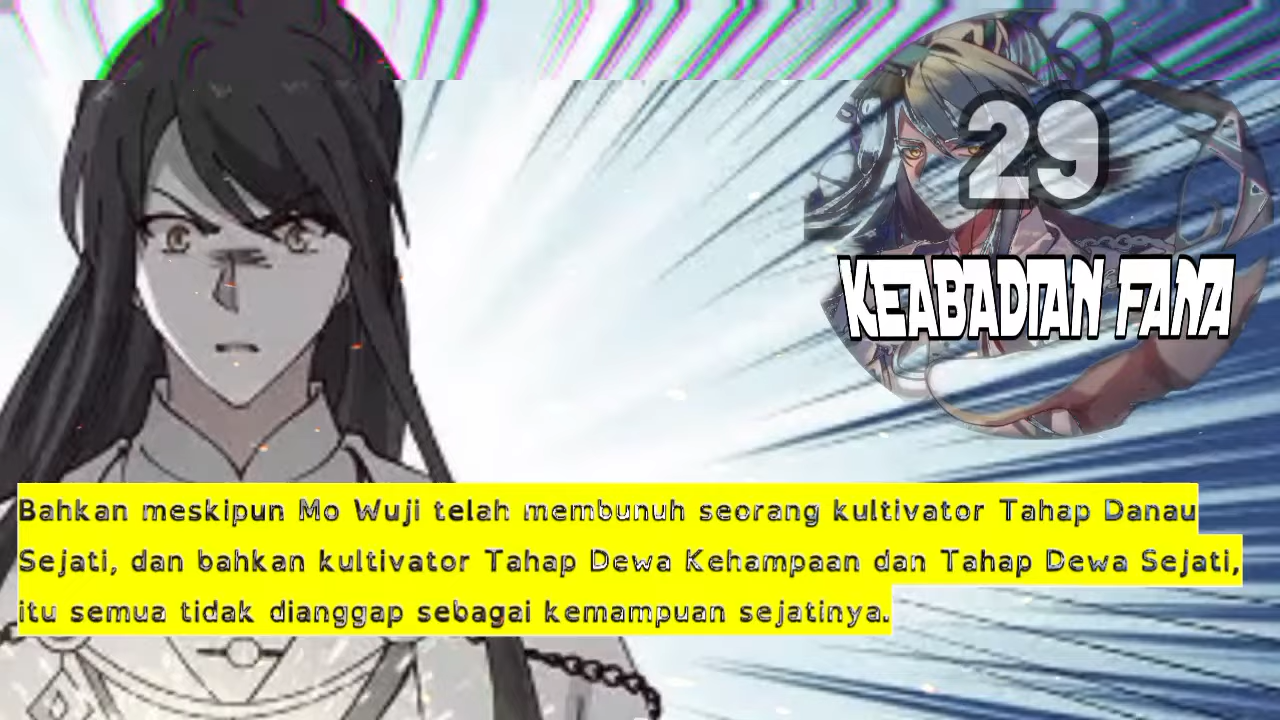 29
KEABADIAN FANA
Bahkan meskipun Mo Wuji telah membunuh seorang kultivator Tahap Danau
Sejati, dan bahkan kultivator Tahap Dewa Kehampaan dan Tahap Dewa Sejati,
itu semua tidak dianggap sebagai kemampuan sejatinya.